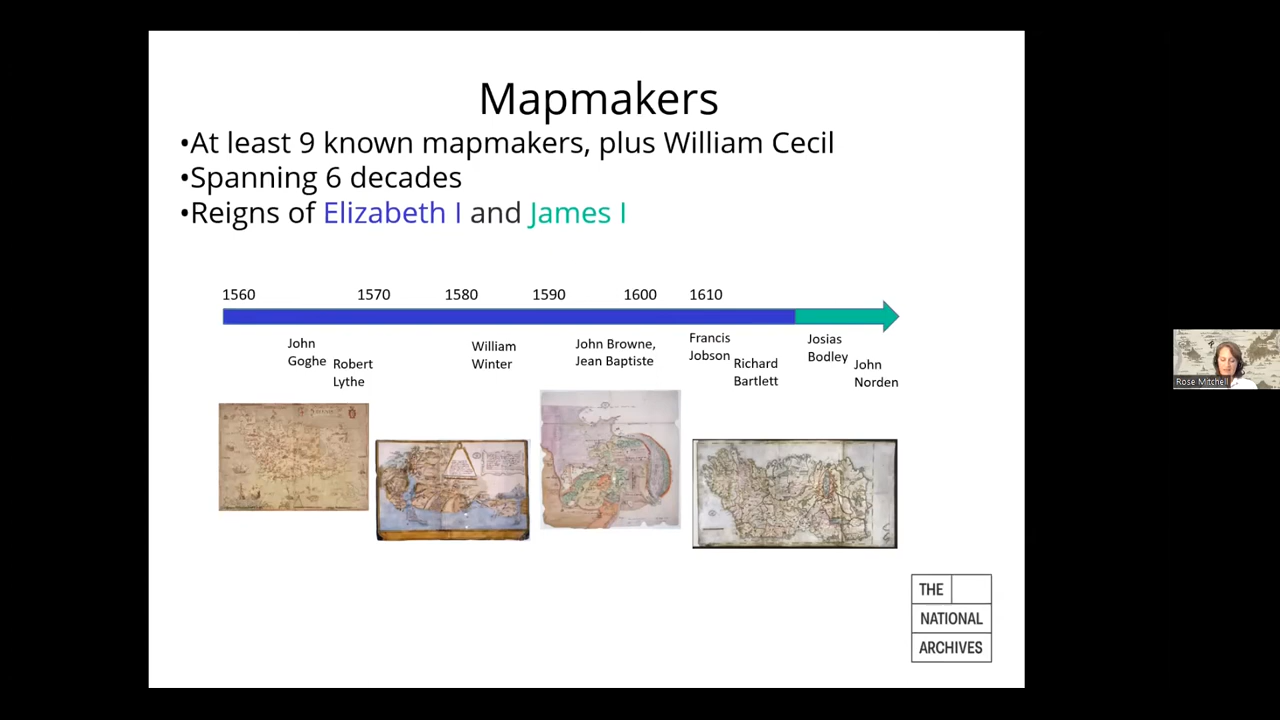 Mapmakers
•At least 9 known mapmakers, plus William Cecil
•Spanning 6 decades
•Reigns of Elizabeth I and James I
1560 1570 1580 1590 1600 1610
John
Goghe
Robert
Lythe
William
Winter
John Browne,
Jean Baptiste
Francis
Jobson
Richard
Bartlett
Josias
Bodley
John
Norden
THE
NATIONAL
ARCHIVES
Rose Mitchell